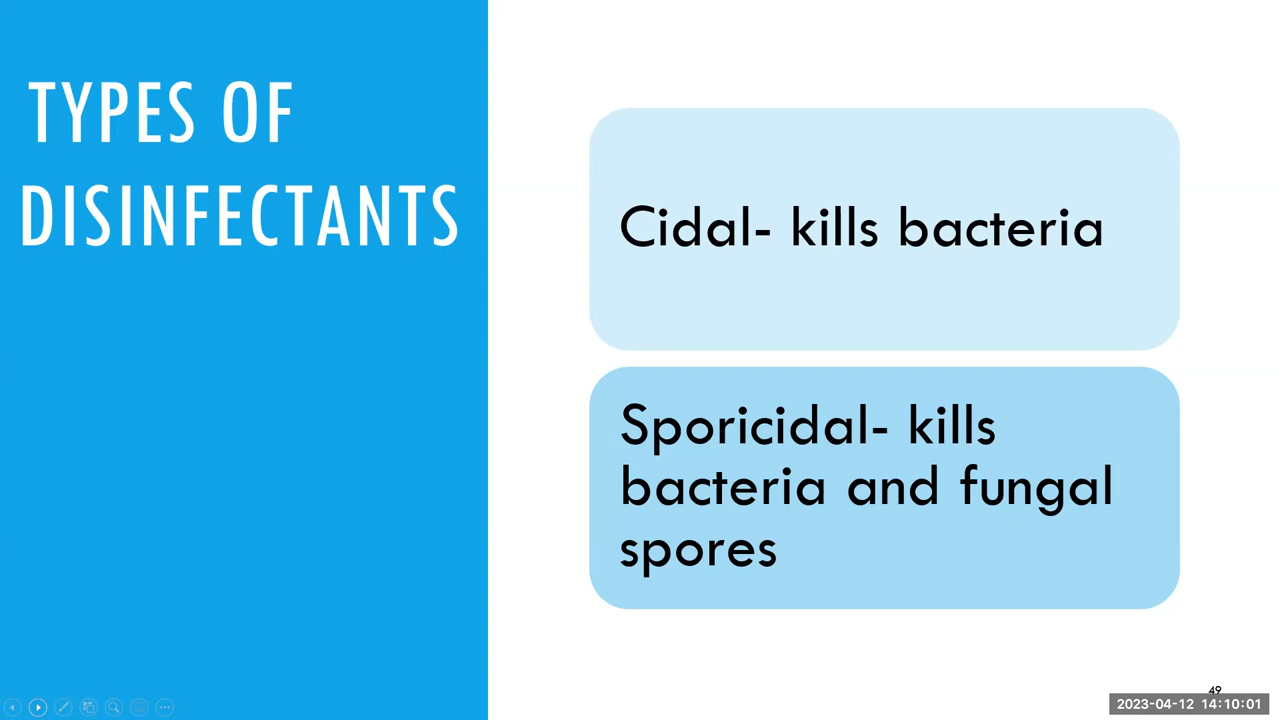 TYPES OF
DISINFECTANTS
Cidal- kills bacteria
Sporicidal- kills
bacteria and fungal
spores
49
2023-04-12 14:10:01